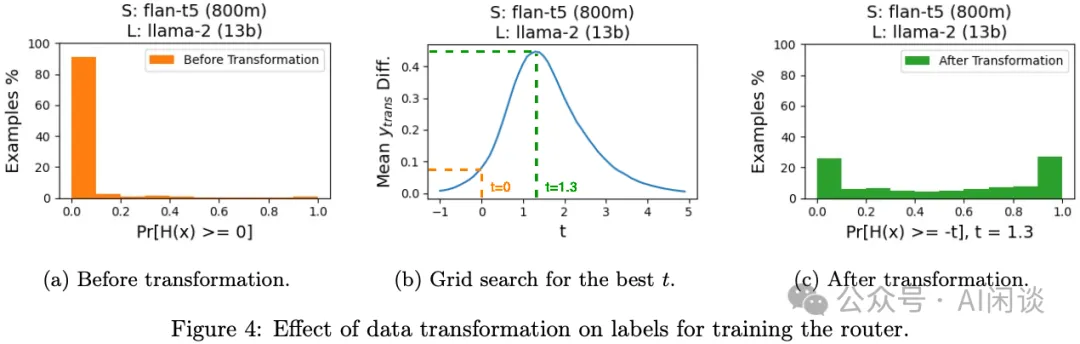 S: flan-t5 (800m)
L: llama-2 (13b)
100
80
60
40
20
0
Examples %
Before Transformation
0.0 0.2 0.4 0.6 0.8 1.0
Pr[H(x) >= 0]
(a) Before transformation.
S: flan-t5 (800m)
L: llama-2 (13b)
0.4
0.3
0.2
0.1
0.0
Mean y_trans Diff.
t=0
t=1.3
−1 0 1 2 3 4 5
t
(b) Grid search for the best t.
S: flan-t5 (800m)
L: llama-2 (13b)
100
80
60
40
20
0
Examples %
After Transformation
0.0 0.2 0.4 0.6 0.8 1.0
Pr[H(x) >= -t], t = 1.3
(c) After transformation.
公众号 · AI闲谈
Figure 4: Effect of data transformation on labels for training the router.